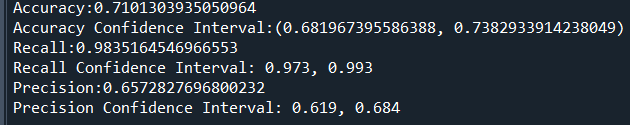 Accuracy:0.7101303935050964
Accuracy Confidence Interval:(0.681967395586388, 0.7382933914238049)
Recall:0.9835164546966553
Recall Confidence Interval: 0.973, 0.993
Precision:0.6572827696800232
Precision Confidence Interval: 0.619, 0.684